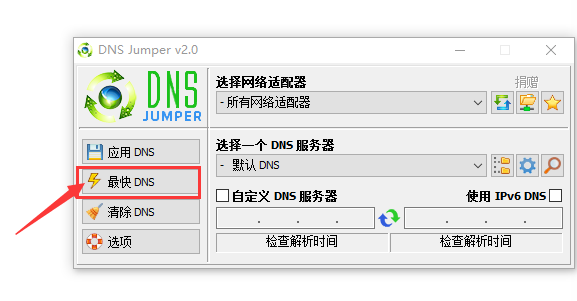 DNS Jumper v2.0
DNS
JUMPER
选择网络适配器
捐赠
- 所有网络适配器
选择一个 DNS 服务器
- 默认 DNS
应用 DNS
最快 DNS
清除 DNS
选项
自定义 DNS 服务器
使用 IPv6 DNS
. . .
. . .
检查解析时间
检查解析时间